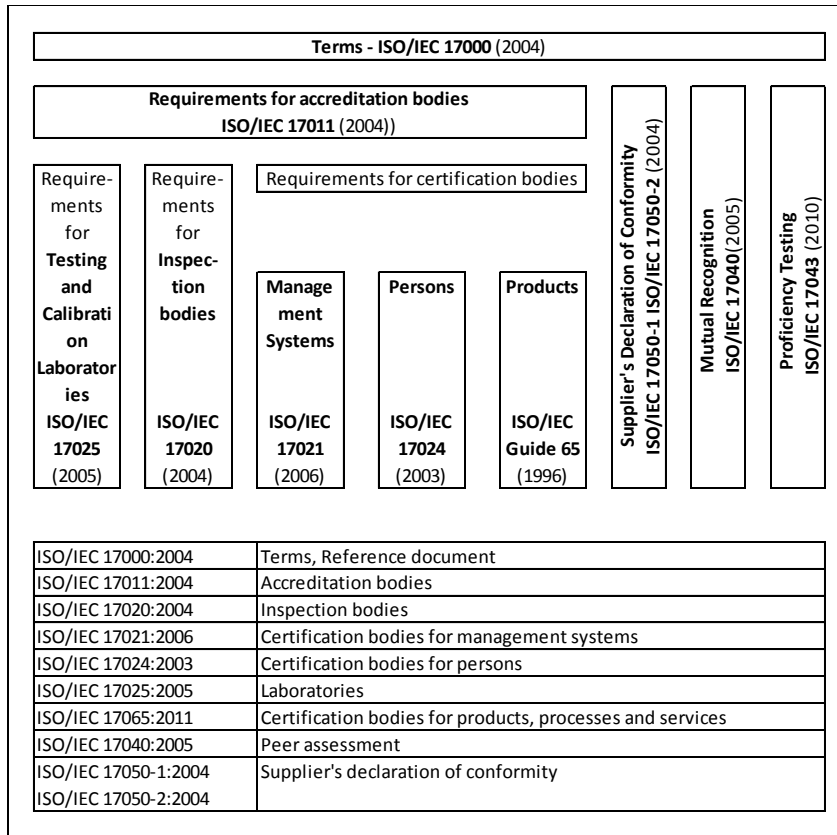 Terms - ISO/IEC 17000 (2004)
Requirements for accreditation bodies
ISO/IEC 17011 (2004))
Require-
ments
for
Testing
and
Calibrati
on
Laborator
ies
ISO/IEC
17025
(2005)
Require-
ments
for
Inspec-
tion
bodies
ISO/IEC
17020
(2004)
Requirements for certification bodies
Manage
ment
Systems
ISO/IEC
17021
(2006)
Persons
ISO/IEC
17024
(2003)
Products
ISO/IEC
Guide 65
(1996)
Supplier's Declaration of Conformity
ISO/IEC 17050-1 ISO/IEC 17050-2 (2004)
Mutual Recognition
ISO/IEC 17040(2005)
Proficiency Testing
ISO/IEC 17043 (2010)
ISO/IEC 17000:2004 Terms, Reference document
ISO/IEC 17011:2004 Accreditation bodies
ISO/IEC 17020:2004 Inspection bodies
ISO/IEC 17021:2006 Certification bodies for management systems
ISO/IEC 17024:2003 Certification bodies for persons
ISO/IEC 17025:2005 Laboratories
ISO/IEC 17065:2011 Certification bodies for products, processes and services
ISO/IEC 17040:2005 Peer assessment
ISO/IEC 17050-1:2004 Supplier's declaration of conformity
ISO/IEC 17050-2:2004